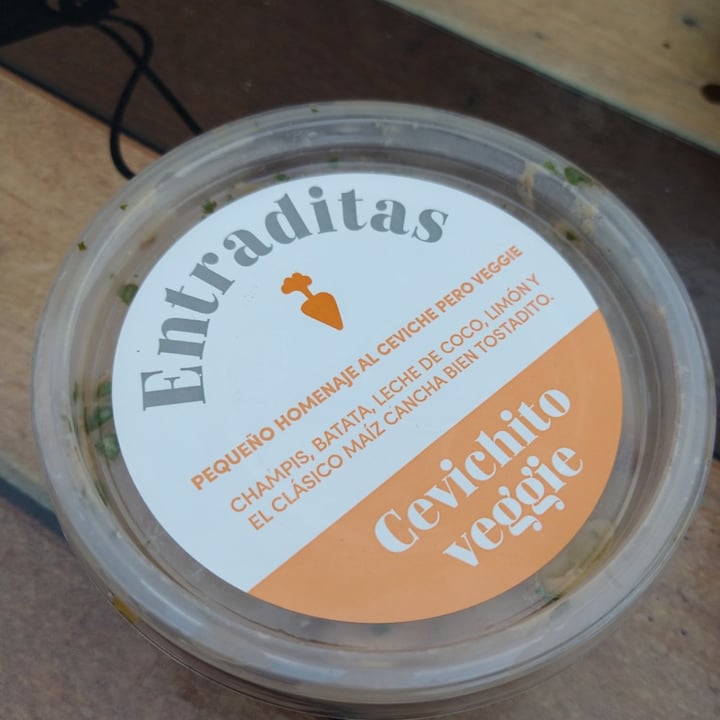 Entraditas
PEQUEÑO HOMENAJE AL CEVICHE PERO VEGGIE
CHAMPIS, BATATA, LECHE DE COCO, LIMÓN Y
EL CLÁSICO MAÍZ CANCHA BIEN TOSTADITO.
Cevichito
veggie